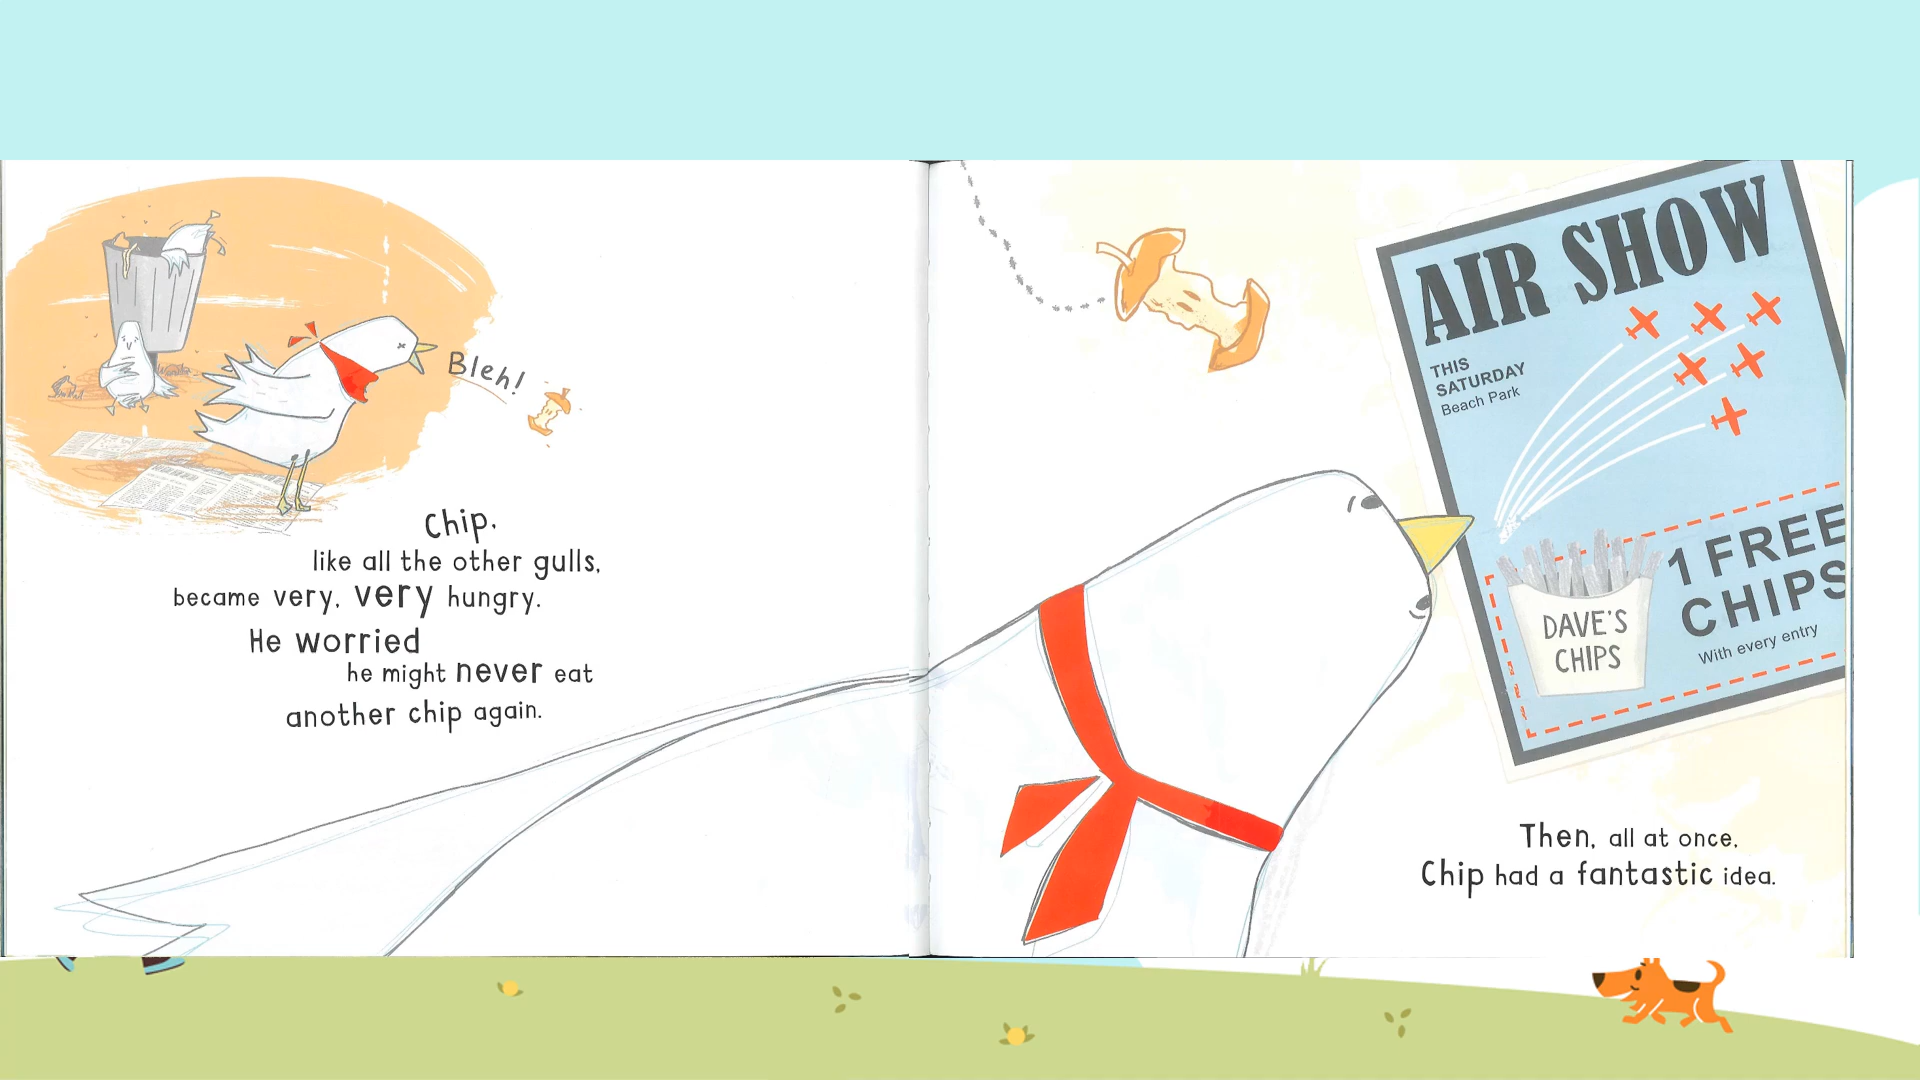 Bleh!
Chip,
like all the other gulls,
became very, very hungry.
He worried
he might never eat
another chip again.
AIR SHOW
THIS
SATURDAY
Beach Park
1 FREE
CHIPS
With every entry
DAVE'S
CHIPS
Then, all at once,
Chip had a fantastic idea.